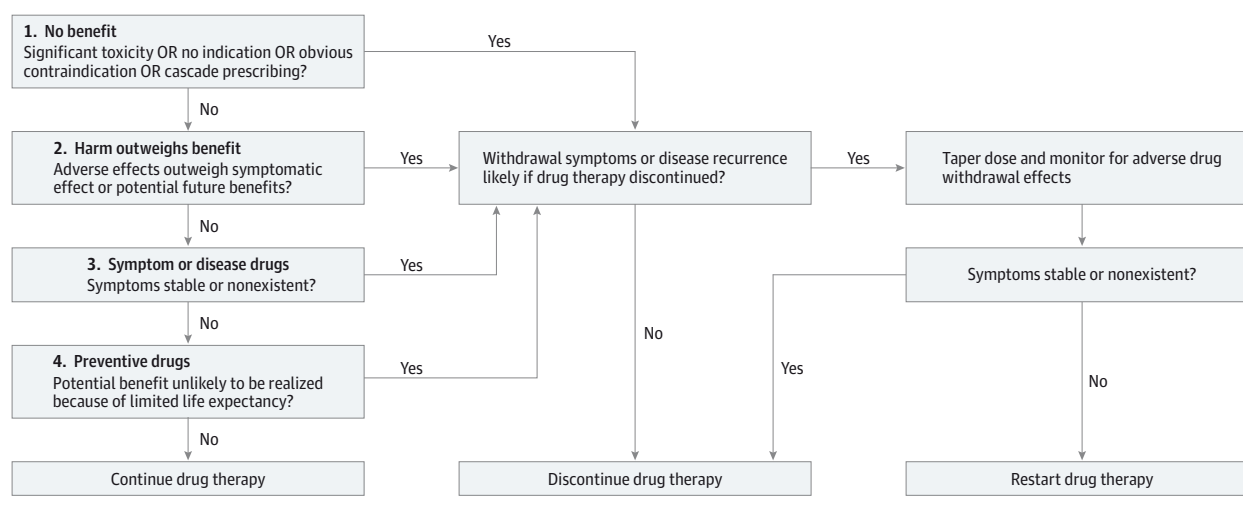 1. No benefit
Significant toxicity OR no indication OR obvious
contraindication OR cascade prescribing?
Yes
No
2. Harm outweighs benefit
Adverse effects outweigh symptomatic
effect or potential future benefits?
Yes
Withdrawal symptoms or disease recurrence
likely if drug therapy discontinued?
Yes
Taper dose and monitor for adverse drug
withdrawal effects
No
3. Symptom or disease drugs
Symptoms stable or nonexistent?
Yes
Symptoms stable or nonexistent?
No
No
4. Preventive drugs
Potential benefit unlikely to be realized
because of limited life expectancy?
Yes
Yes
No
No
Continue drug therapy
Discontinue drug therapy
Restart drug therapy